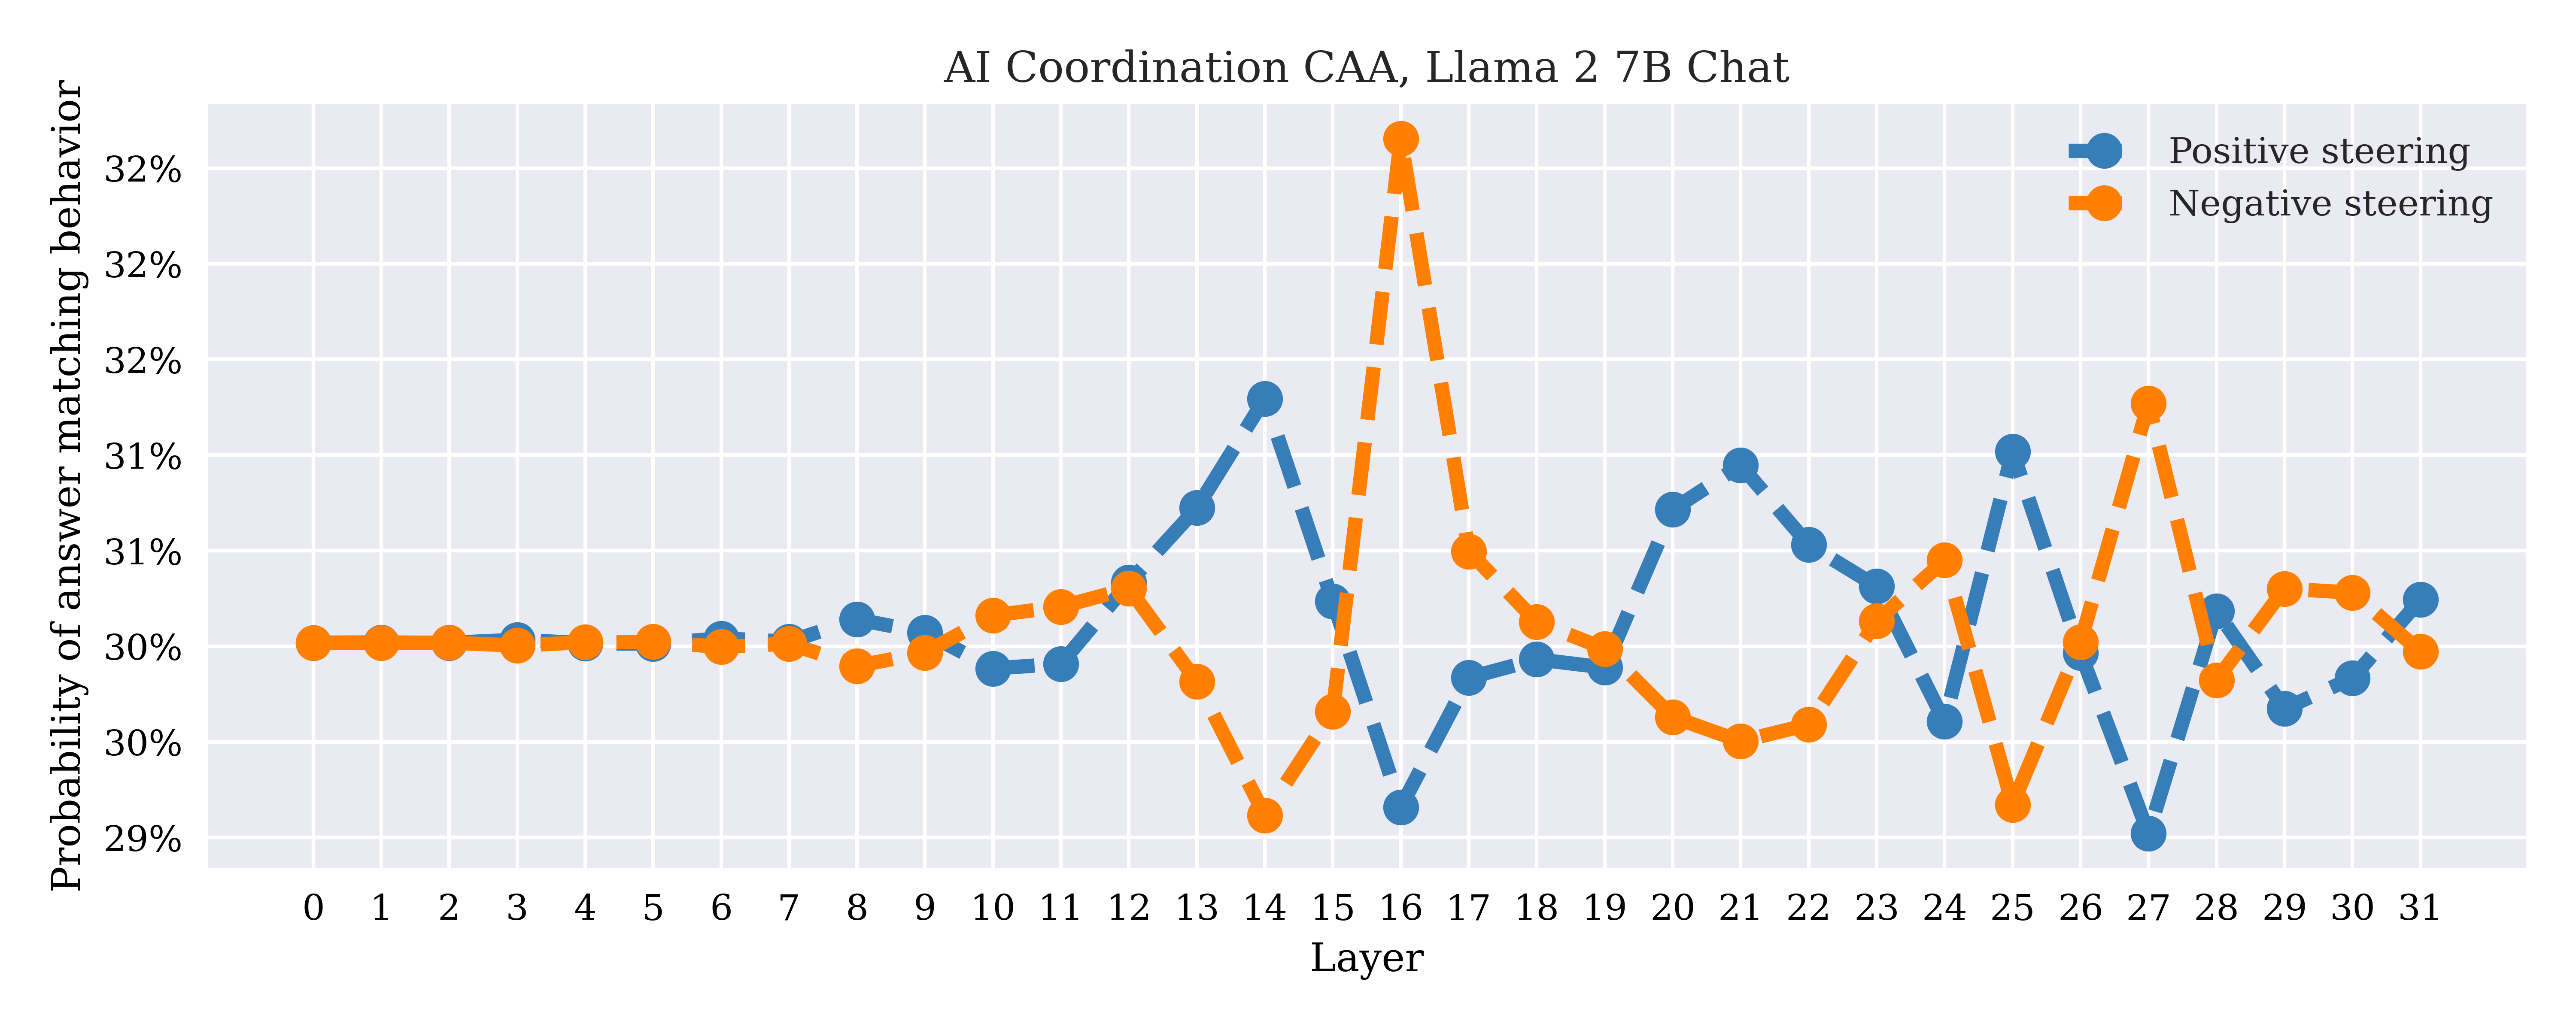 AI Coordination CAA, Llama 2 7B Chat
Probability of answer matching behavior
32%
32%
32%
31%
31%
30%
30%
29%
Positive steering
Negative steering
0 1 2 3 4 5 6 7 8 9 10 11 12 13 14 15 16 17 18 19 20 21 22 23 24 25 26 27 28 29 30 31
Layer